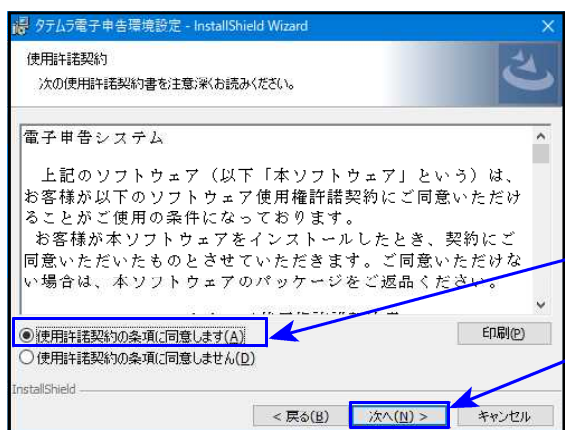 タテムラ電子申告環境設定 - InstallShield Wizard
使用許諾契約
次の使用許諾契約書を注意深くお読みください。
電子申告システム
上記のソフトウェア（以下「本ソフトウェア」という）は、
お客様が以下のソフトウェア使用権許諾契約にご同意いただけ
ることがご使用の条件になっております。
お客様が本ソフトウェアをインストールしたとき、契約にご
同意いただいたものとさせていただきます。ご同意いただけな
い場合は、本ソフトウェアのパッケージをご返品ください。
使用許諾契約の条項に同意します(A)
印刷(P)
使用許諾契約の条項に同意しません(D)
InstallShield
< 戻る(B)
次へ(N) >
キャンセル